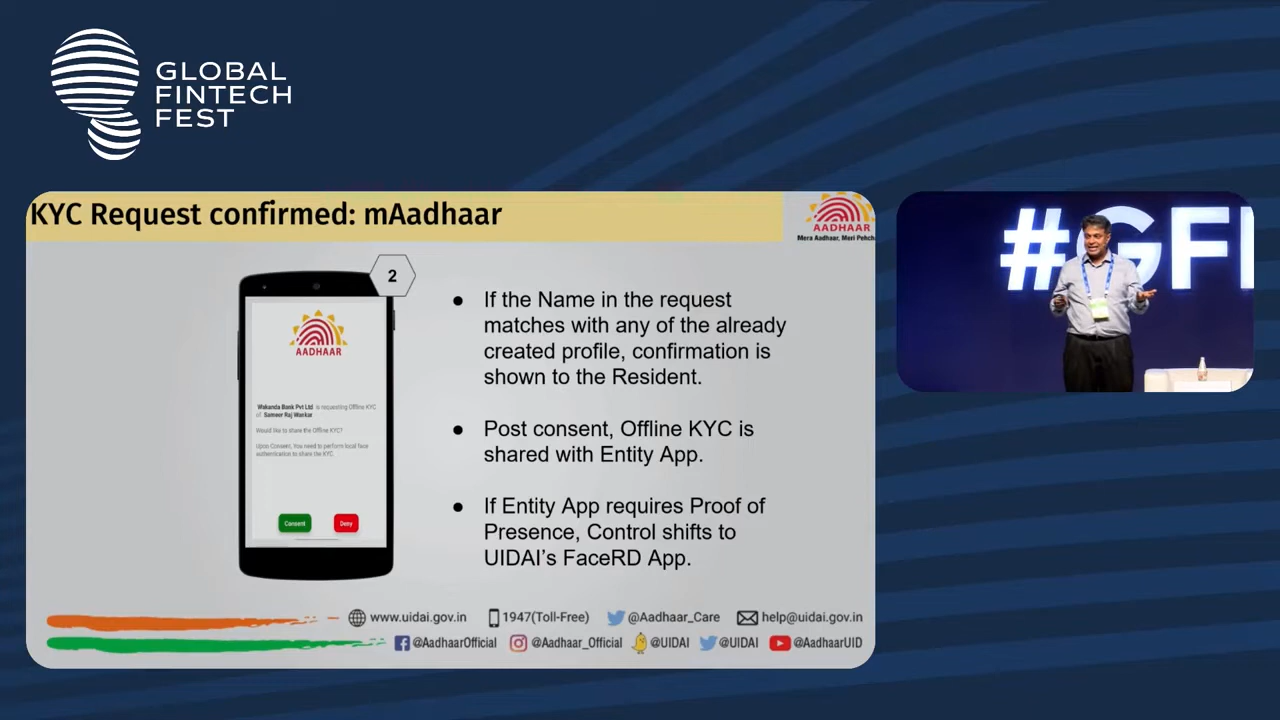 GLOBAL
FINTECH
FEST
KYC Request confirmed: mAadhaar
AADHAAR
Mera Aadhaar, Meri Pehch
#GFF
2
AADHAAR
Wakanda Bank Pvt Ltd is requesting Offline KYC
of Sameer Raj Wankar
Would like to share the Offline KYC?
Upon Consent, You need to perform local face
authentication to share the KYC.
Consent
Deny
● If the Name in the request
matches with any of the already
created profile, confirmation is
shown to the Resident.
● Post consent, Offline KYC is
shared with Entity App.
● If Entity App requires Proof of
Presence, Control shifts to
UIDAI’s FaceRD App.
www.uidai.gov.in 1947(Toll-Free) @Aadhaar_Care help@uidai.gov.in
@AadhaarOfficial @Aadhaar_Official @UIDAI @UIDAI @AadhaarUID